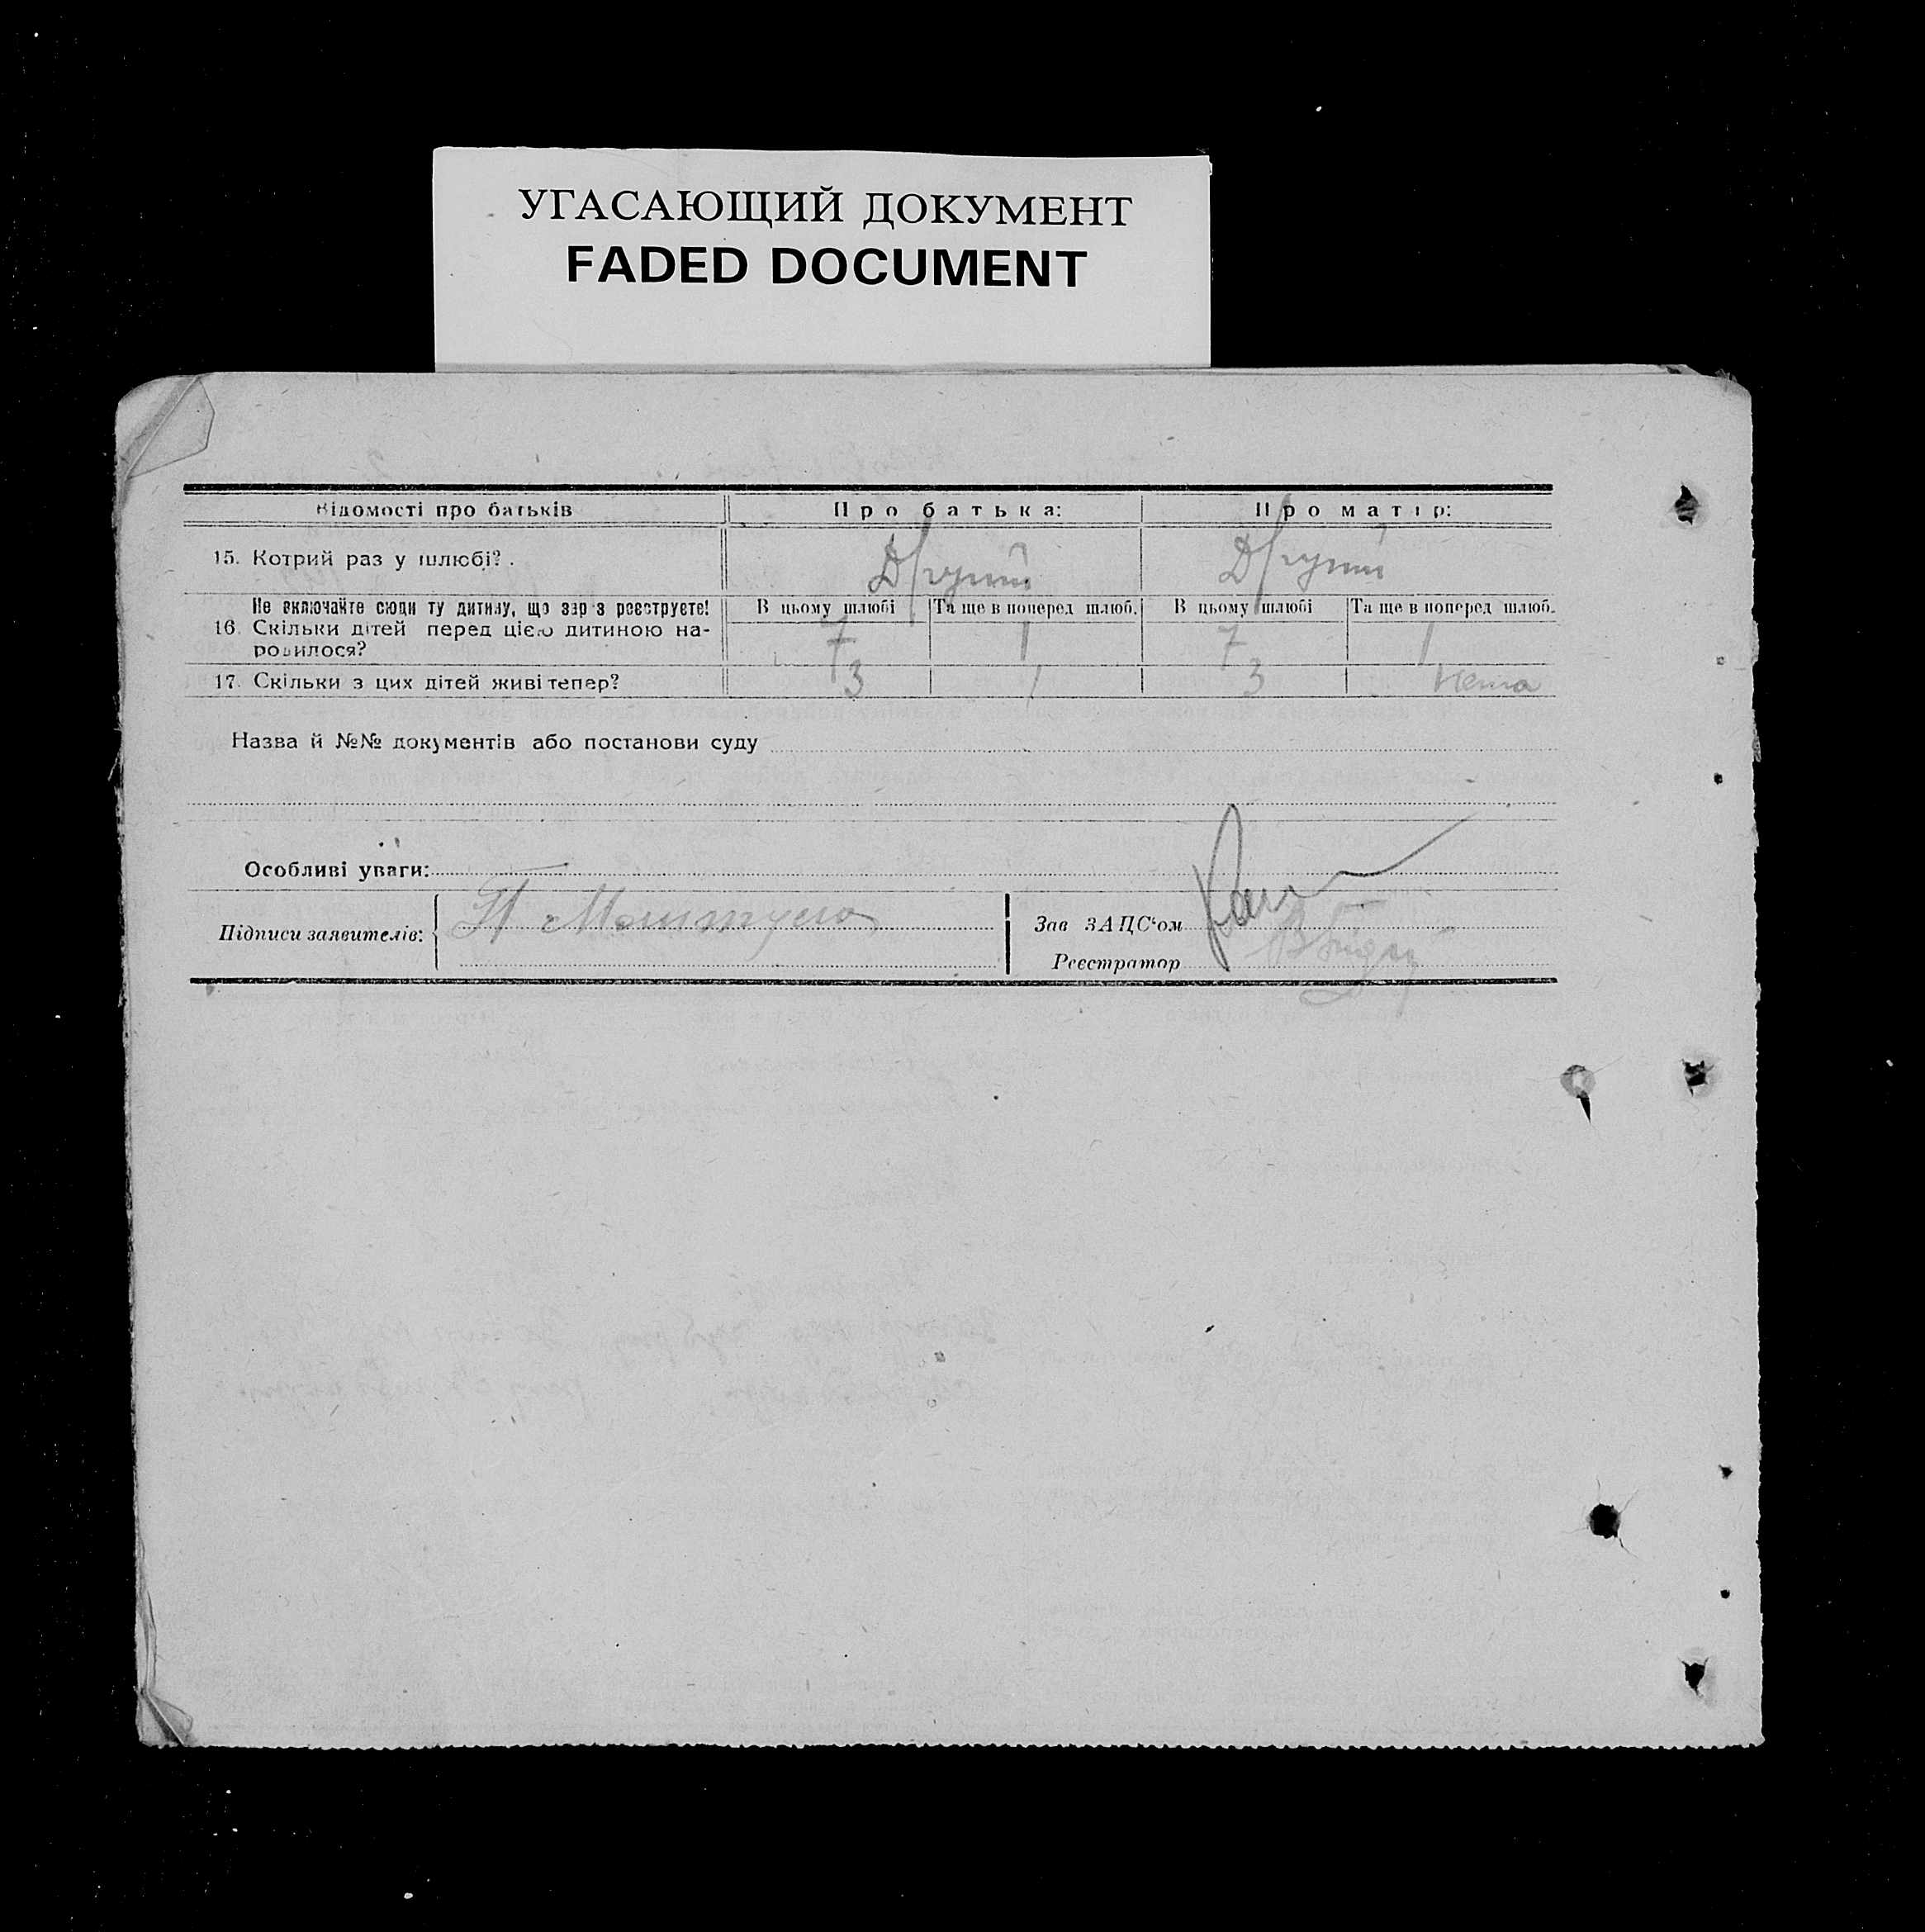 УГАСАЮЩИЙ ДОКУМЕНТ
FADED DOCUMENT
Відомості про батьків Про батька: Про матір:
15. Котрий раз у шлюбі? . Другий Другий
Не включайте сюди ту дитину, що зараз реєструєте! В цьому шлюбі Та ще в поперед шлюб. В цьому шлюбі Та ще в поперед шлюб.
16. Скільки дітей перед цією дитиною на-
родилося? 7 1 7 1
17. Скільки з цих дітей живі тепер? 3 1 3 нема
Назва й №№ документів або постанови суду
Особливі уваги:
Підписи заявителів: Зав ЗАЦС‘ом
Реєстратор